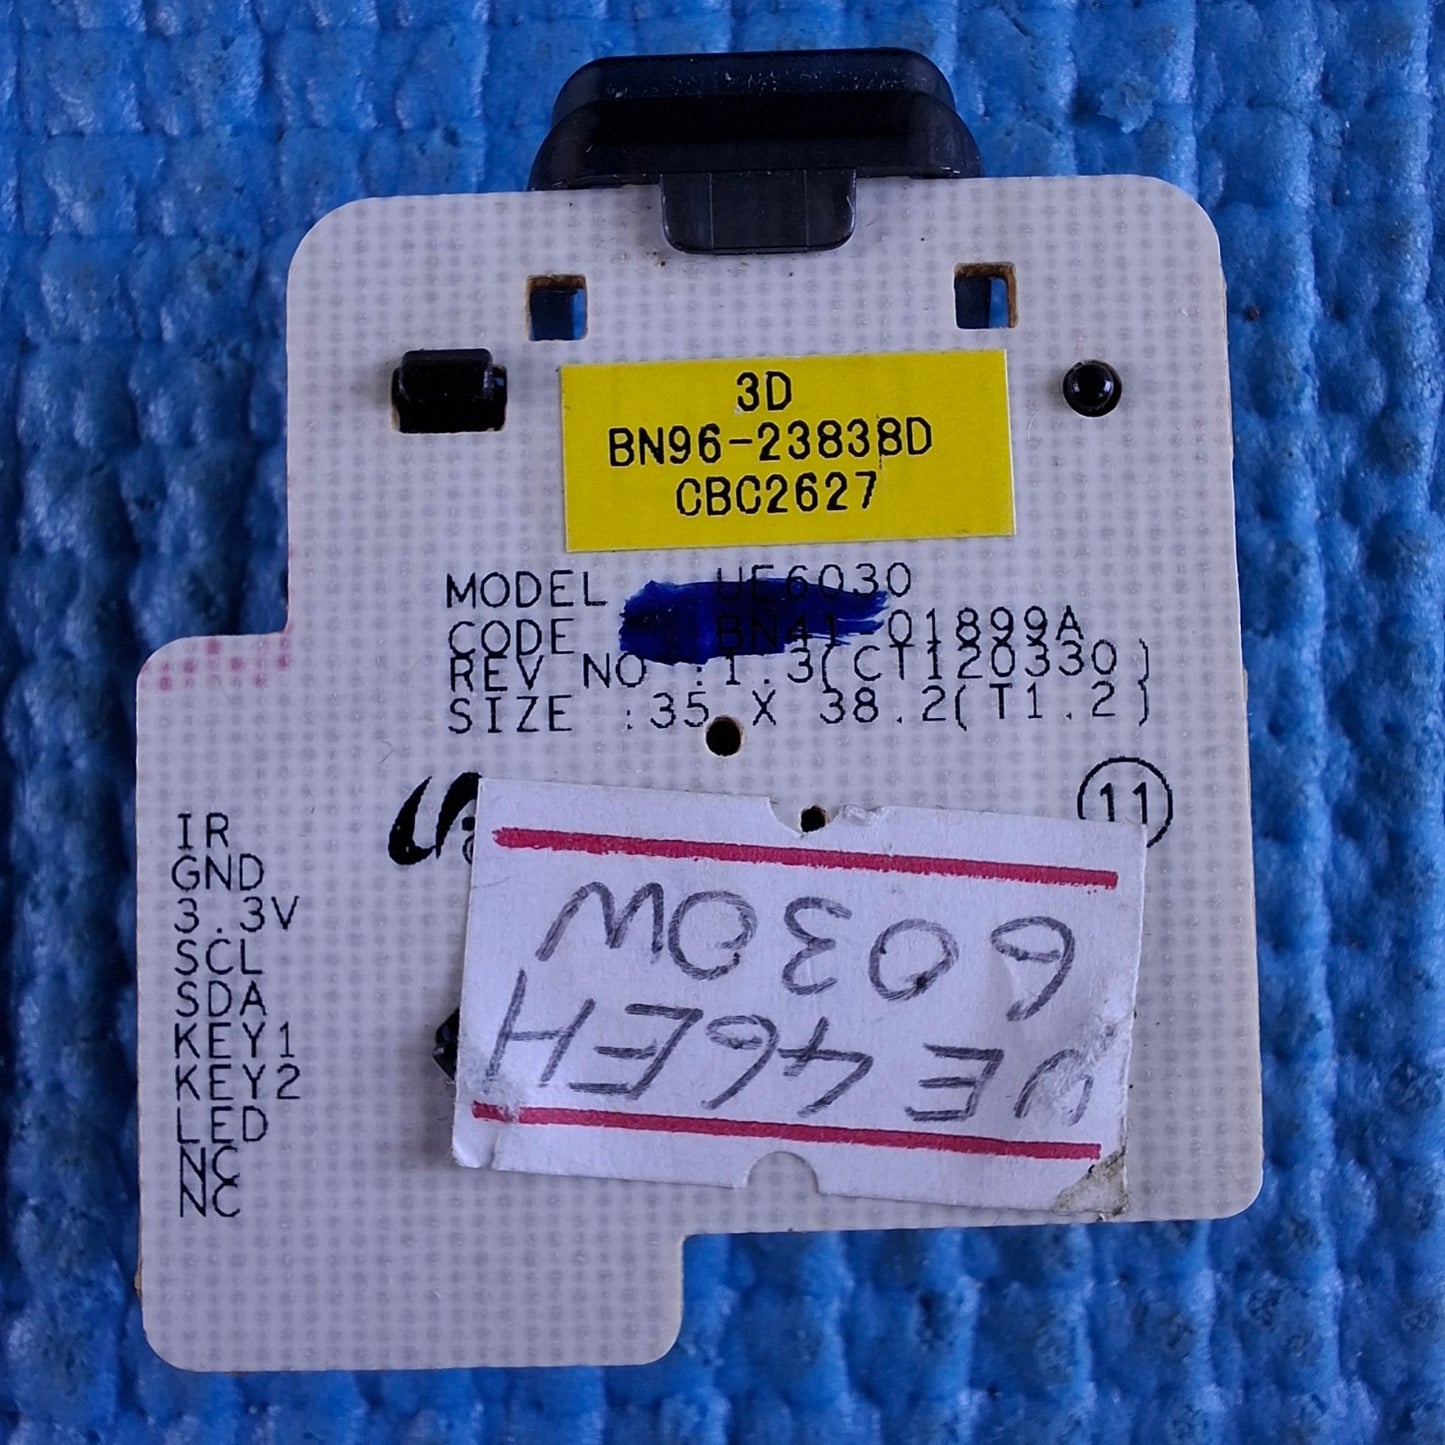 3D
BN96-23838D
CBC2627
MODEL : UE6030
CODE : BN41-01899A
REV NO :1.3(CT120330)
SIZE :35 X 38.2(T1.2)
11
IR
GND
3.3V
SCL
SDA
KEY1
KEY2
LED
NC
NC
UE46EH
6030W